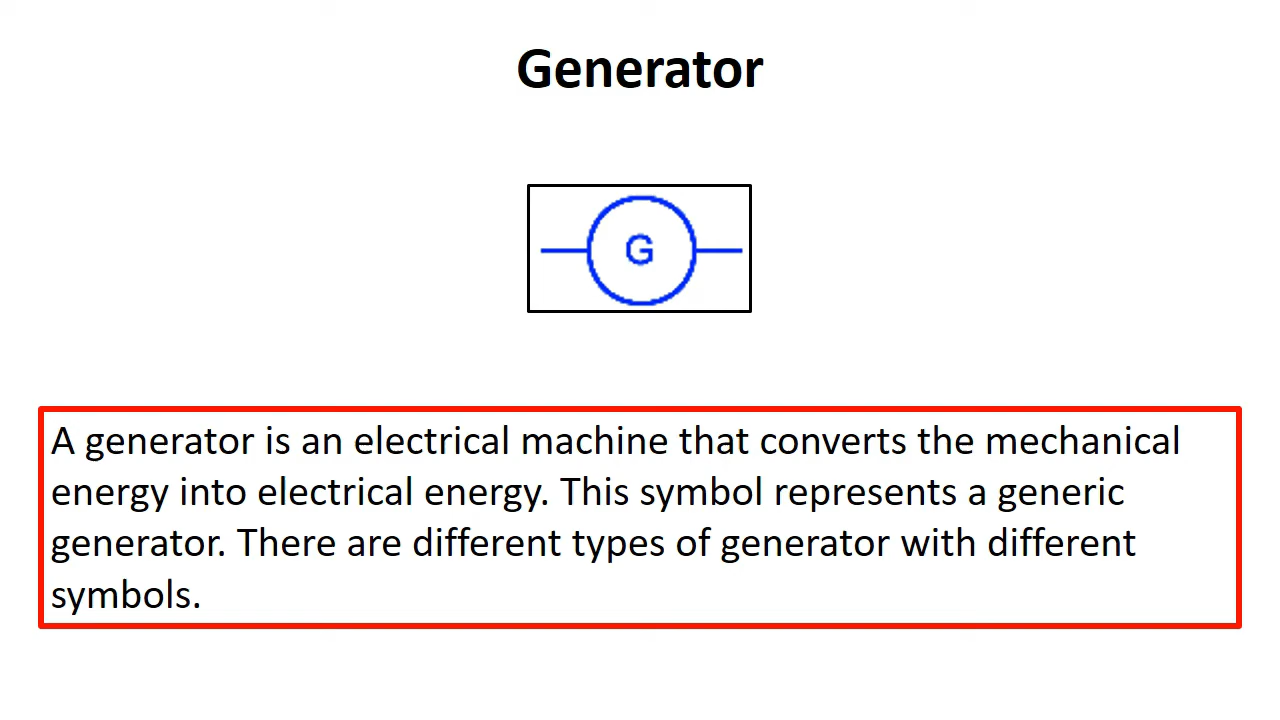 Generator
G
A generator is an electrical machine that converts the mechanical
energy into electrical energy. This symbol represents a generic
generator. There are different types of generator with different
symbols.